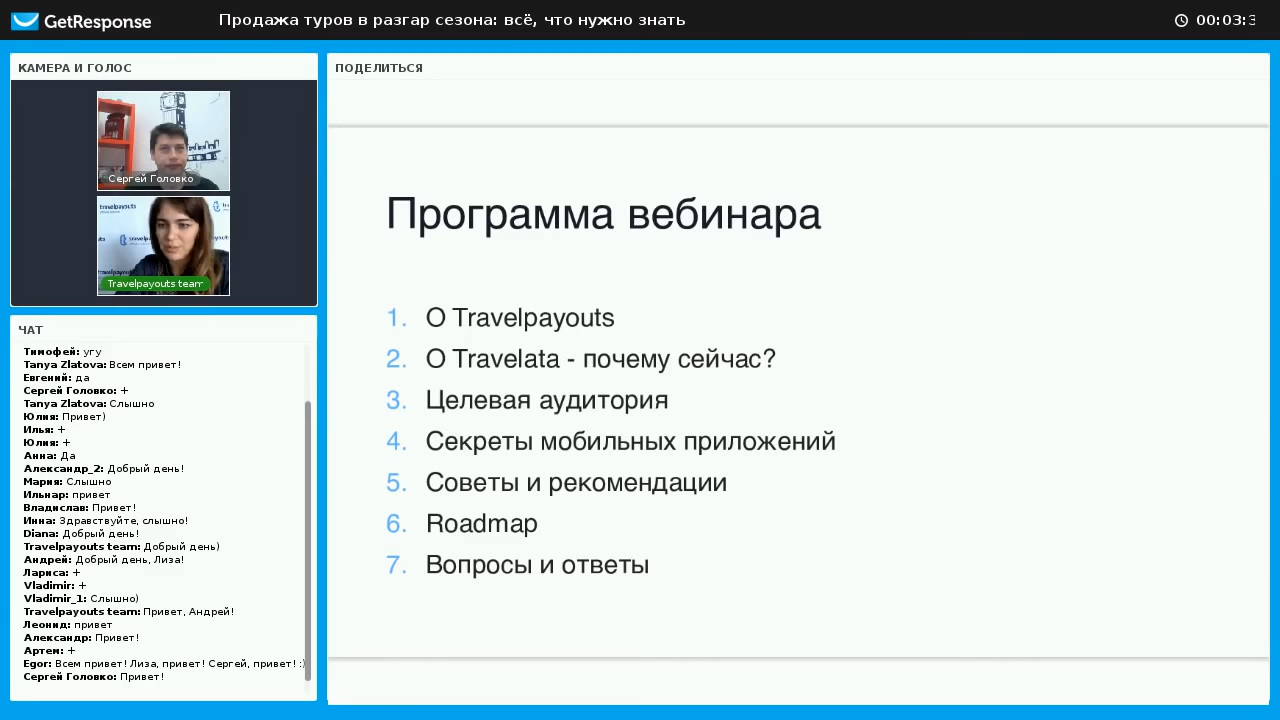 GetResponse
Продажа туров в разгар сезона: всё, что нужно знать
00:03:3
КАМЕРА И ГОЛОС
Сергей Головко
Travelpayouts team
ЧАТ
Тимофей: угу
Tanya Zlatova: Всем привет!
Евгений: да
Сергей Головко: +
Tanya Zlatova: Слышно
Юлия: Привет)
Илья: +
Юлия: +
Анна: Да
Александр_2: Добрый день!
Мария: Слышно
Ильнар: привет
Владислав: Привет!
Инна: Здравствуйте, слышно!
Diana: Добрый день!
Travelpayouts team: Добрый день)
Андрей: Добрый день, Лиза!
Лариса: +
Vladimir: +
Vladimir_1: Слышно)
Travelpayouts team: Привет, Андрей!
Леонид: привет
Александр: Привет!
Артем: +
Egor: Всем привет! Лиза, привет! Сергей, привет! :)
Сергей Головко: Привет!
ПОДЕЛИТЬСЯ
Программа вебинара
1. О Travelpayouts
2. О Travelata - почему сейчас?
3. Целевая аудитория
4. Секреты мобильных приложений
5. Советы и рекомендации
6. Roadmap
7. Вопросы и ответы